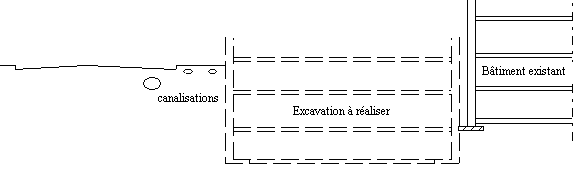 Bâtiment existant
canalisations
Excavation à réaliser